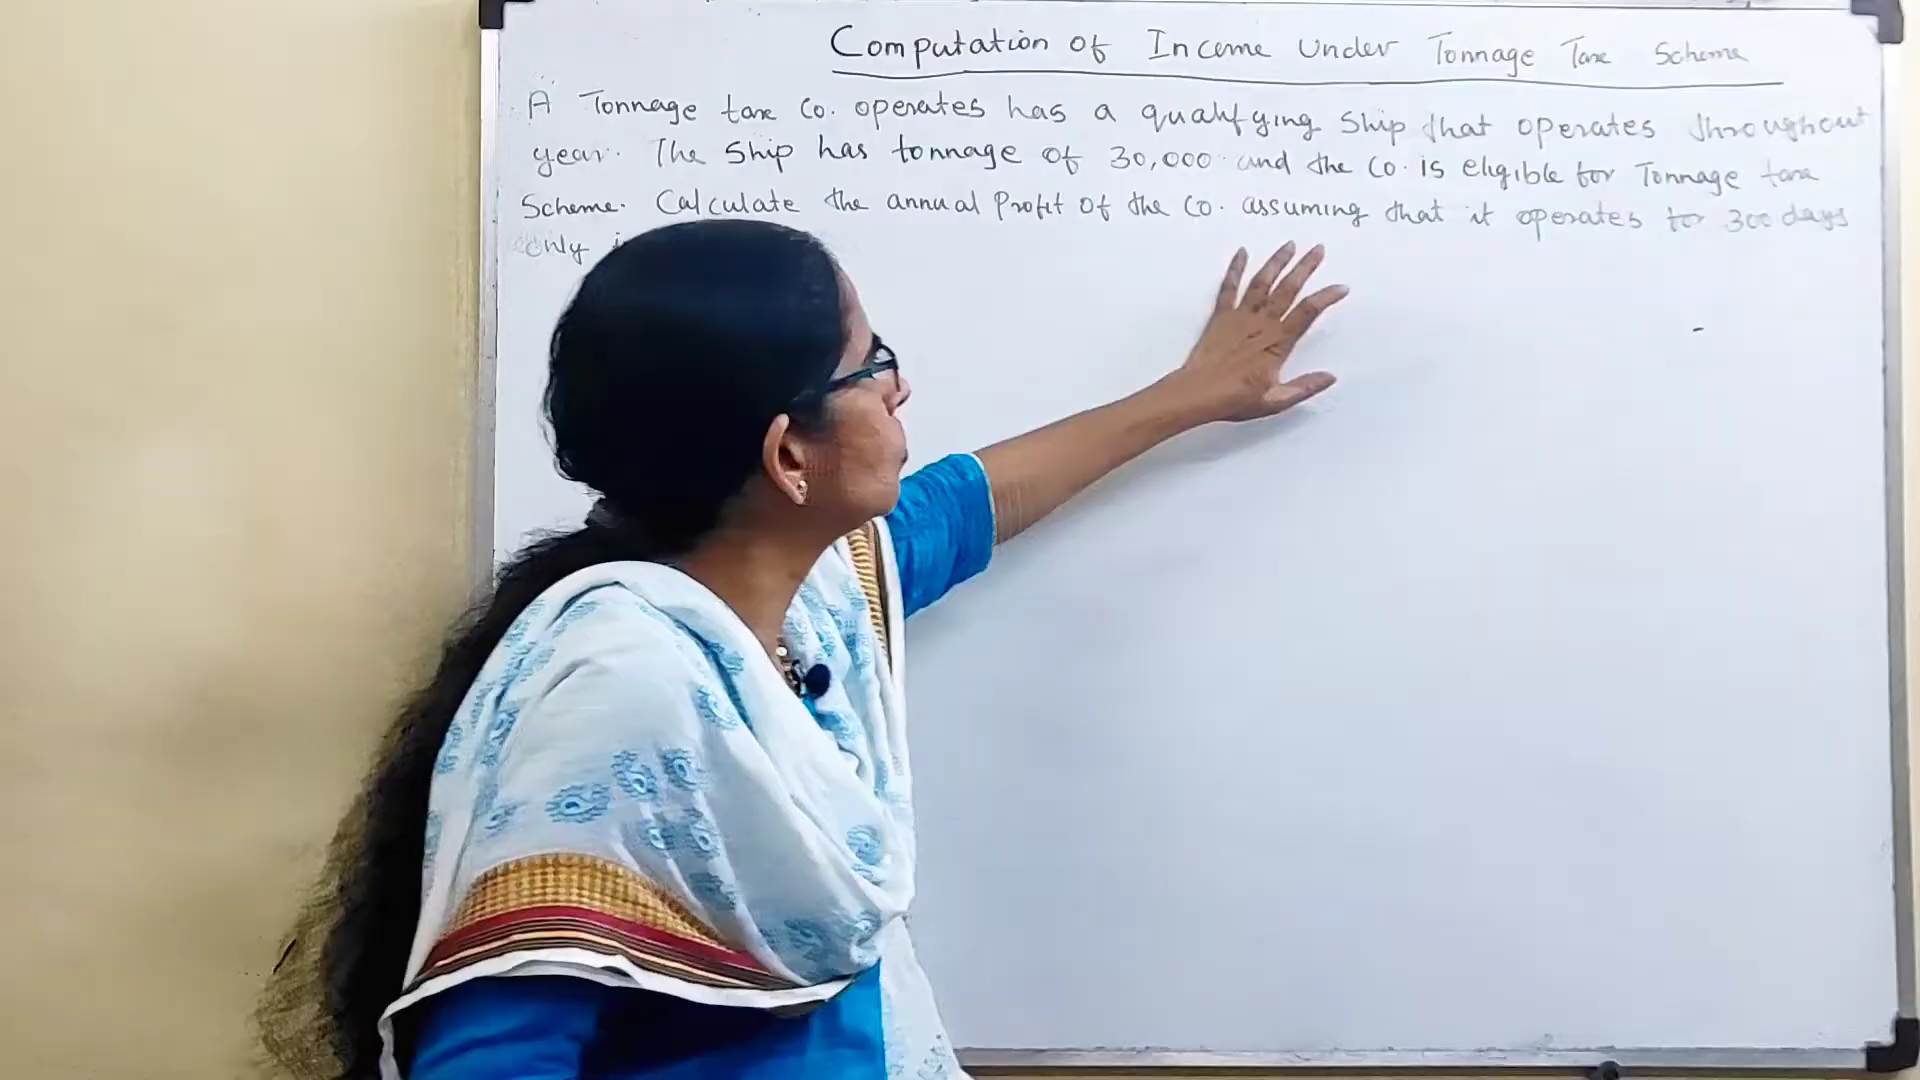 Computation of Income Under Tonnage Tax Scheme
A Tonnage tax Co. operates has a qualifying Ship that operates throughout
year. The Ship has tonnage of 30,000 and the Co. is eligible for Tonnage tax
Scheme. Calculate the annual Profit of the Co. assuming that it operates for 300 days
only